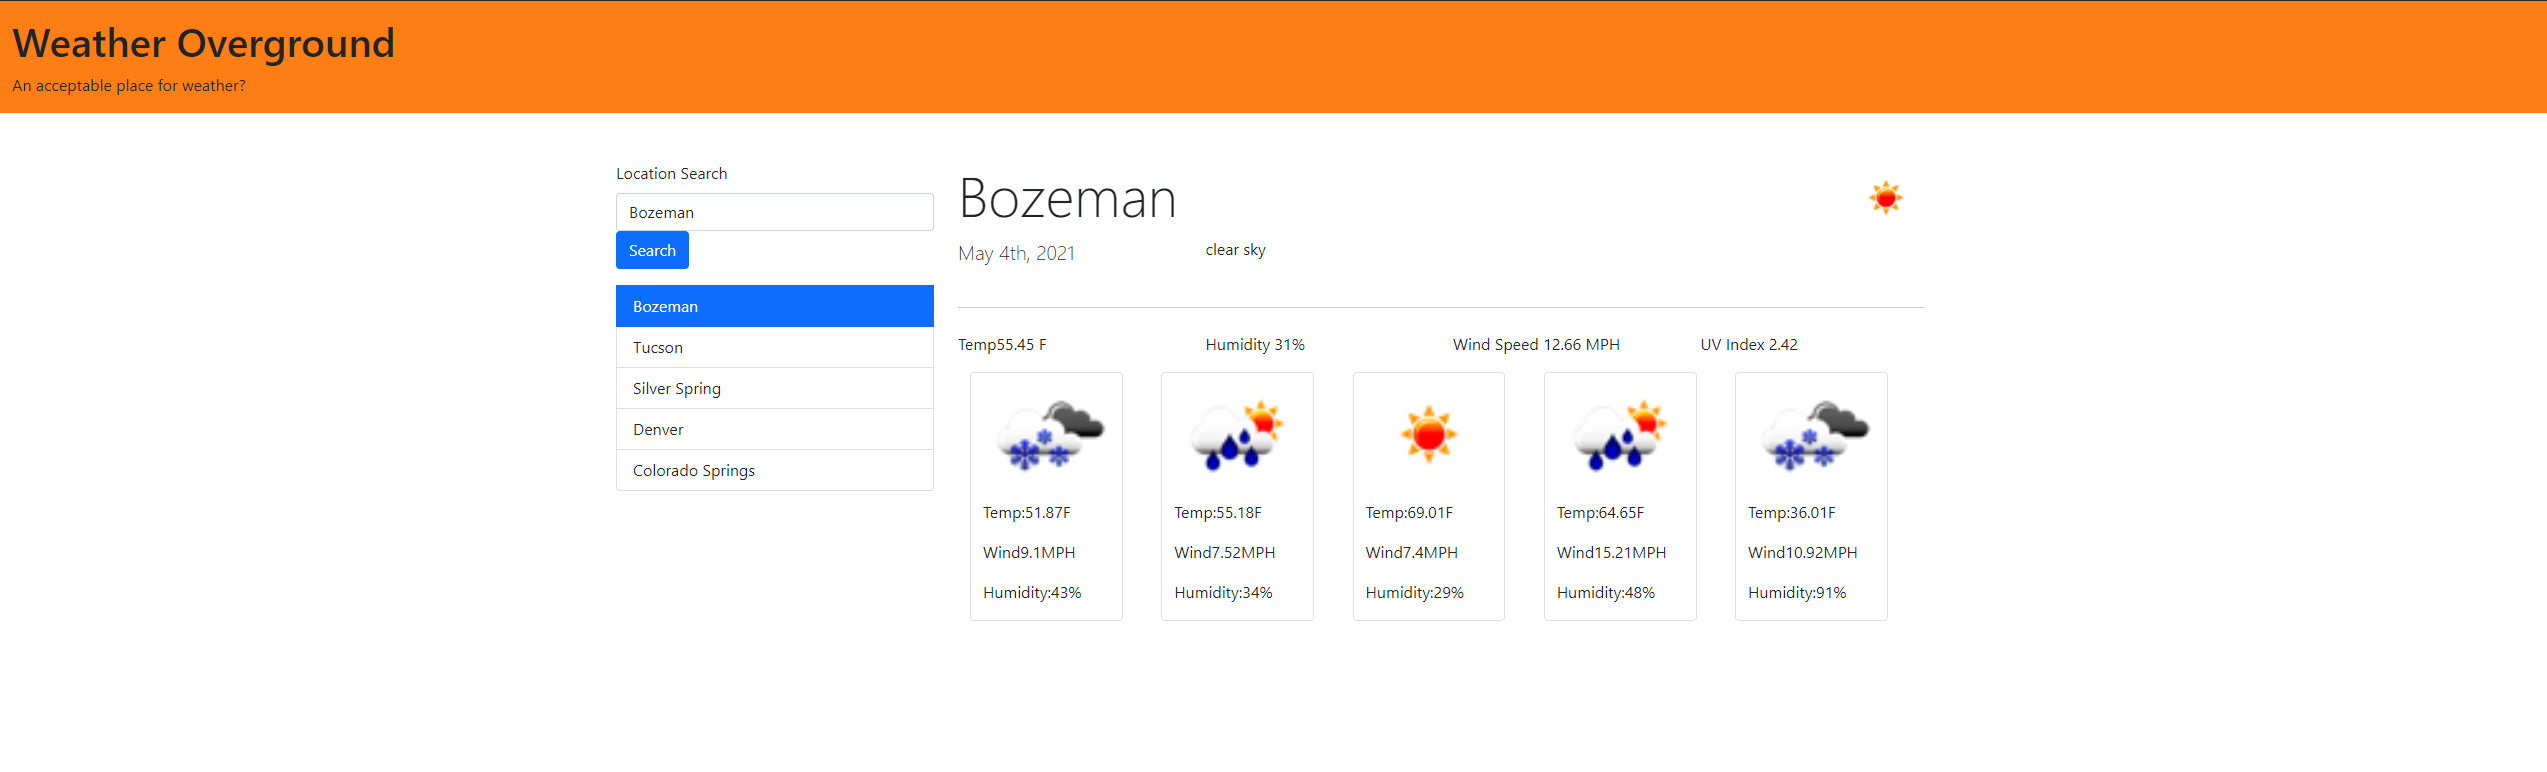 Weather Overground
An acceptable place for weather?
Location Search
Bozeman
Search
Bozeman
Tucson
Silver Spring
Denver
Colorado Springs
Bozeman
May 4th, 2021
clear sky
Temp55.45 F
Humidity 31%
Wind Speed 12.66 MPH
UV Index 2.42
Temp:51.87F
Wind9.1MPH
Humidity:43%
Temp:55.18F
Wind7.52MPH
Humidity:34%
Temp:69.01F
Wind7.4MPH
Humidity:29%
Temp:64.65F
Wind15.21MPH
Humidity:48%
Temp:36.01F
Wind10.92MPH
Humidity:91%